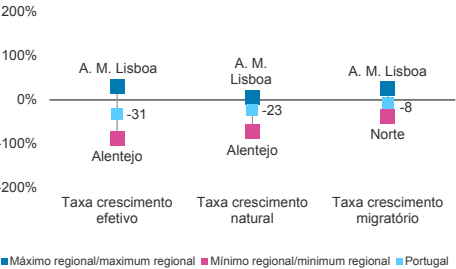 200%
100%
0%
-100%
-200%
A. M. Lisboa
-31
Alentejo
A. M.
Lisboa
-23
Alentejo
A. M. Lisboa
-8
Norte
Taxa crescimento
efetivo
Taxa crescimento
natural
Taxa crescimento
migratório
Máximo regional/maximum regional
Mínimo regional/minimum regional
Portugal